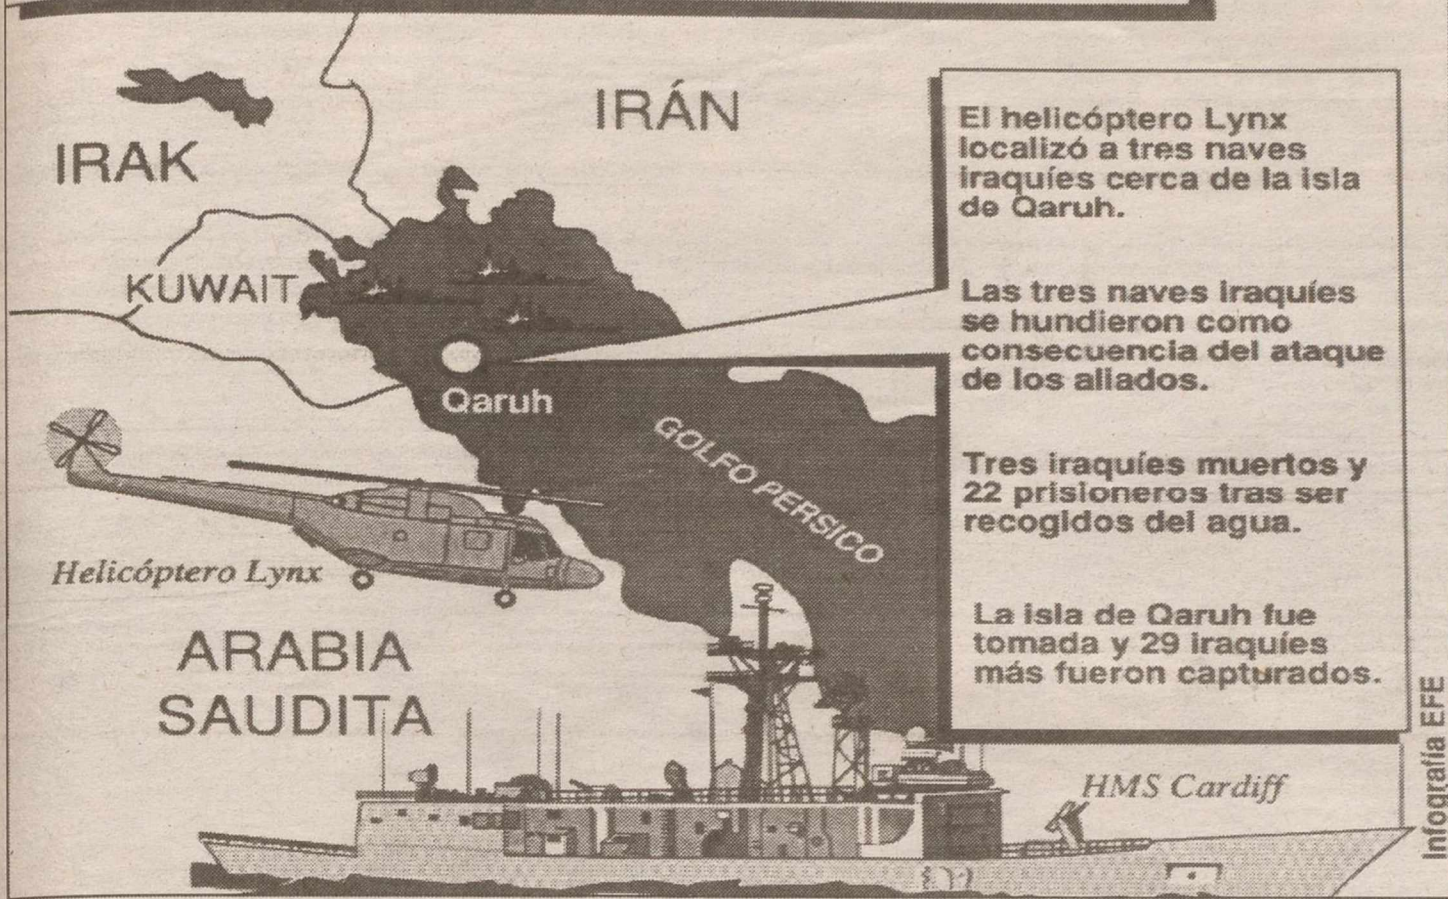 IRÁN
IRAK
KUWAIT
Qaruh
GOLFO PERSICO
Helicóptero Lynx
ARABIA
SAUDITA
El helicóptero Lynx
localizó a tres naves
iraquíes cerca de la isla
de Qaruh.
Las tres naves iraquíes
se hundieron como
consecuencia del ataque
de los aliados.
Tres iraquíes muertos y
22 prisioneros tras ser
recogidos del agua.
La isla de Qaruh fue
tomada y 29 iraquíes
más fueron capturados.
HMS Cardiff
Infografía EFE